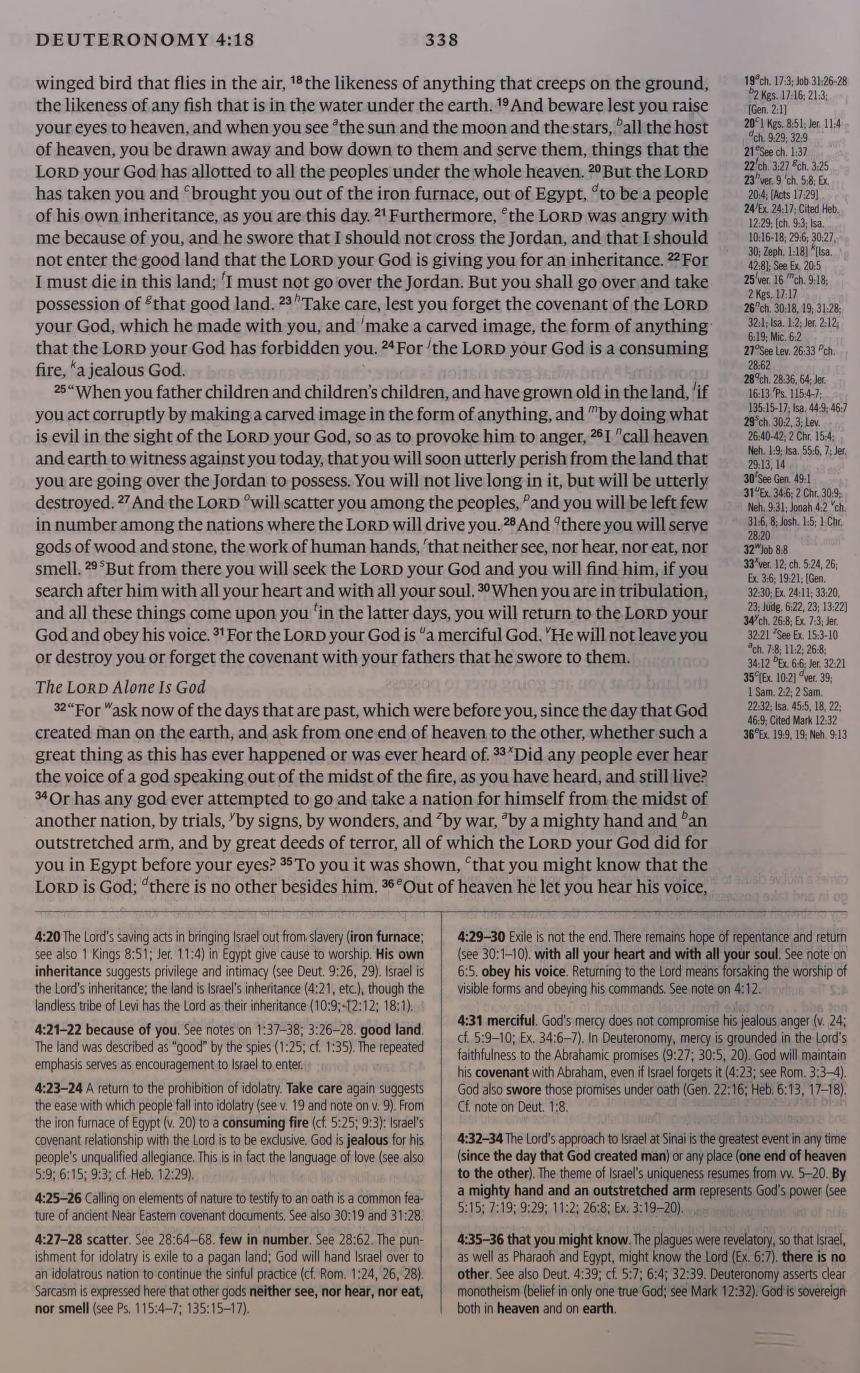 DEUTERONOMY 4:18
338
winged bird that flies in the air, 18 the likeness of anything that creeps on the ground,
the likeness of any fish that is in the water under the earth. 19 And beware lest you raise
your eyes to heaven, and when you see a the sun and the moon and the stars, b all the host
of heaven, you be drawn away and bow down to them and serve them, things that the
LORD your God has allotted to all the peoples under the whole heaven. 20 But the LORD
has taken you and c brought you out of the iron furnace, out of Egypt, d to be a people
of his own inheritance, as you are this day. 21 Furthermore, e the LORD was angry with
me because of you, and he swore that I should not cross the Jordan, and that I should
not enter the good land that the LORD your God is giving you for an inheritance. 22 For
I must die in this land; f I must not go over the Jordan. But you shall go over and take
possession of g that good land. 23 h Take care, lest you forget the covenant of the LORD
your God, which he made with you, and i make a carved image, the form of anything
that the LORD your God has forbidden you. 24 For j the LORD your God is a consuming
fire, k a jealous God.
25 “When you father children and children’s children, and have grown old in the land, l if
you act corruptly by making a carved image in the form of anything, and m by doing what
is evil in the sight of the LORD your God, so as to provoke him to anger, 26 I n call heaven
and earth to witness against you today, that you will soon utterly perish from the land that
you are going over the Jordan to possess. You will not live long in it, but will be utterly
destroyed. 27 And the LORD o will scatter you among the peoples, p and you will be left few
in number among the nations where the LORD will drive you. 28 And q there you will serve
gods of wood and stone, the work of human hands, r that neither see, nor hear, nor eat, nor
smell. 29 s But from there you will seek the LORD your God and you will find him, if you
search after him with all your heart and with all your soul. 30 When you are in tribulation,
and all these things come upon you t in the latter days, you will return to the LORD your
God and obey his voice. 31 For the LORD your God is u a merciful God. v He will not leave you
or destroy you or forget the covenant with your fathers that he swore to them.
The LORD Alone Is God
32 “For w ask now of the days that are past, which were before you, since the day that God
created man on the earth, and ask from one end of heaven to the other, whether such a
great thing as this has ever happened or was ever heard of. 33 x Did any people ever hear
the voice of a god speaking out of the midst of the fire, as you have heard, and still live?
34 Or has any god ever attempted to go and take a nation for himself from the midst of
another nation, by trials, y by signs, by wonders, and z by war, a by a mighty hand and b an
outstretched arm, and by great deeds of terror, all of which the LORD your God did for
you in Egypt before your eyes? 35 To you it was shown, c that you might know that the
LORD is God; d there is no other besides him. 36 e Out of heaven he let you hear his voice,
19 a ch. 17:3; Job 31:26-28
b 2 Kgs. 17:16; 21:3;
[Gen. 2:1]
20 c 1 Kgs. 8:51; Jer. 11:4
d ch. 9:29; 32:9
21 e See ch. 1:37
22 f ch. 3:27 g ch. 3:25
23 h ver. 9 i ch. 5:8; Ex.
20:4; [Acts 17:29]
24 j Ex. 24:17; Cited Heb.
12:29; [ch. 9:3; Isa.
10:16-18; 29:6; 30:27,
30; Zeph. 1:18] k [Isa.
42:8]; See Ex. 20:5
25 l ver. 16 m ch. 9:18;
2 Kgs. 17:17
26 n ch. 30:18, 19; 31:28;
32:1; Isa. 1:2; Jer. 2:12;
6:19; Mic. 6:2
27 o See Lev. 26:33 p ch.
28:62
28 q ch. 28:36, 64; Jer.
16:13 r Ps. 115:4-7;
135:15-17; Isa. 44:9; 46:7
29 s ch. 30:2, 3; Lev.
26:40-42; 2 Chr. 15:4;
Neh. 1:9; Isa. 55:6, 7; Jer.
29:13, 14
30 t See Gen. 49:1
31 u Ex. 34:6; 2 Chr. 30:9;
Neh. 9:31; Jonah 4:2 v ch.
31:6, 8; Josh. 1:5; 1 Chr.
28:20
32 w Job 8:8
33 x ver. 12; ch. 5:24, 26;
Ex. 3:6; 19:21; [Gen.
32:30; Ex. 24:11; 33:20,
23; Judg. 6:22, 23; 13:22]
34 y ch. 26:8; Ex. 7:3; Jer.
32:21 z See Ex. 15:3-10
a ch. 7:8; 11:2; 26:8;
34:12 b Ex. 6:6; Jer. 32:21
35 c [Ex. 10:2] d ver. 39;
1 Sam. 2:2; 2 Sam.
22:32; Isa. 45:5, 18, 22;
46:9; Cited Mark 12:32
36 e Ex. 19:9, 19; Neh. 9:13
4:20 The Lord’s saving acts in bringing Israel out from slavery (iron furnace;
see also 1 Kings 8:51; Jer. 11:4) in Egypt give cause to worship. His own
inheritance suggests privilege and intimacy (see Deut. 9:26, 29). Israel is
the Lord’s inheritance; the land is Israel’s inheritance (4:21, etc.), though the
landless tribe of Levi has the Lord as their inheritance (10:9; 12:12; 18:1).
4:21–22 because of you. See notes on 1:37–38; 3:26–28. good land.
The land was described as “good” by the spies (1:25; cf. 1:35). The repeated
emphasis serves as encouragement to Israel to enter.
4:23–24 A return to the prohibition of idolatry. Take care again suggests
the ease with which people fall into idolatry (see v. 19 and note on v. 9). From
the iron furnace of Egypt (v. 20) to a consuming fire (cf. 5:25; 9:3): Israel’s
covenant relationship with the Lord is to be exclusive. God is jealous for his
people’s unqualified allegiance. This is in fact the language of love (see also
5:9; 6:15; 9:3; cf. Heb. 12:29).
4:25–26 Calling on elements of nature to testify to an oath is a common fea-
ture of ancient Near Eastern covenant documents. See also 30:19 and 31:28.
4:27–28 scatter. See 28:64–68. few in number. See 28:62. The pun-
ishment for idolatry is exile to a pagan land; God will hand Israel over to
an idolatrous nation to continue the sinful practice (cf. Rom. 1:24, 26, 28).
Sarcasm is expressed here that other gods neither see, nor hear, nor eat,
nor smell (see Ps. 115:4–7; 135:15–17).
4:29–30 Exile is not the end. There remains hope of repentance and return
(see 30:1–10). with all your heart and with all your soul. See note on
6:5. obey his voice. Returning to the Lord means forsaking the worship of
visible forms and obeying his commands. See note on 4:12.
4:31 merciful. God’s mercy does not compromise his jealous anger (v. 24;
cf. 5:9–10; Ex. 34:6–7). In Deuteronomy, mercy is grounded in the Lord’s
faithfulness to the Abrahamic promises (9:27; 30:5, 20). God will maintain
his covenant with Abraham, even if Israel forgets it (4:23; see Rom. 3:3–4).
God also swore those promises under oath (Gen. 22:16; Heb. 6:13, 17–18).
Cf. note on Deut. 1:8.
4:32–34 The Lord’s approach to Israel at Sinai is the greatest event in any time
(since the day that God created man) or any place (one end of heaven
to the other). The theme of Israel’s uniqueness resumes from vv. 5–20. By
a mighty hand and an outstretched arm represents God’s power (see
5:15; 7:19; 9:29; 11:2; 26:8; Ex. 3:19–20).
4:35–36 that you might know. The plagues were revelatory, so that Israel,
as well as Pharaoh and Egypt, might know the Lord (Ex. 6:7). there is no
other. See also Deut. 4:39; cf. 5:7; 6:4; 32:39. Deuteronomy asserts clear
monotheism (belief in only one true God; see Mark 12:32). God is sovereign
both in heaven and on earth.